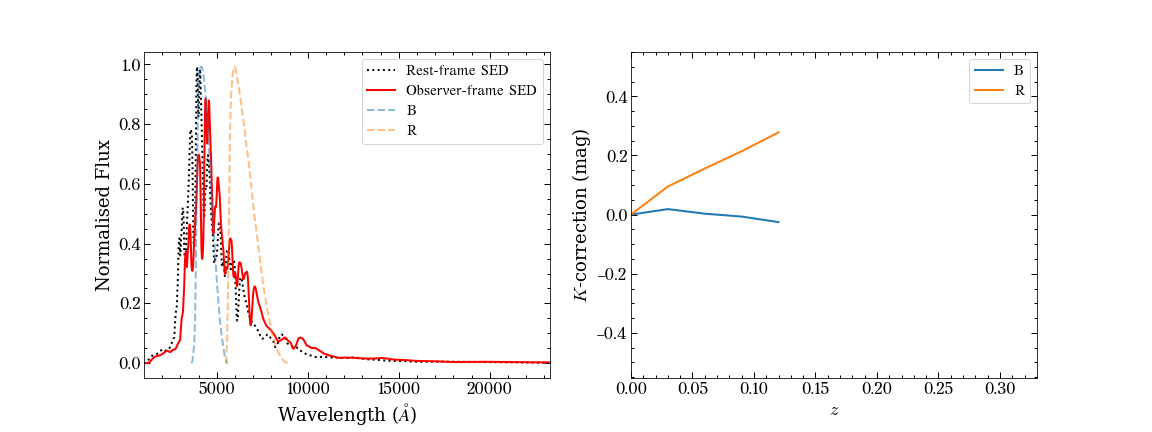 Normalised Flux
1.0
0.8
0.6
0.4
0.2
0.0
5000 10000 15000 20000
Wavelength (Å)
Rest-frame SED
Observer-frame SED
B
R
K-correction (mag)
0.4
0.2
0.0
−0.2
−0.4
0.00 0.05 0.10 0.15 0.20 0.25 0.30
z
B
R